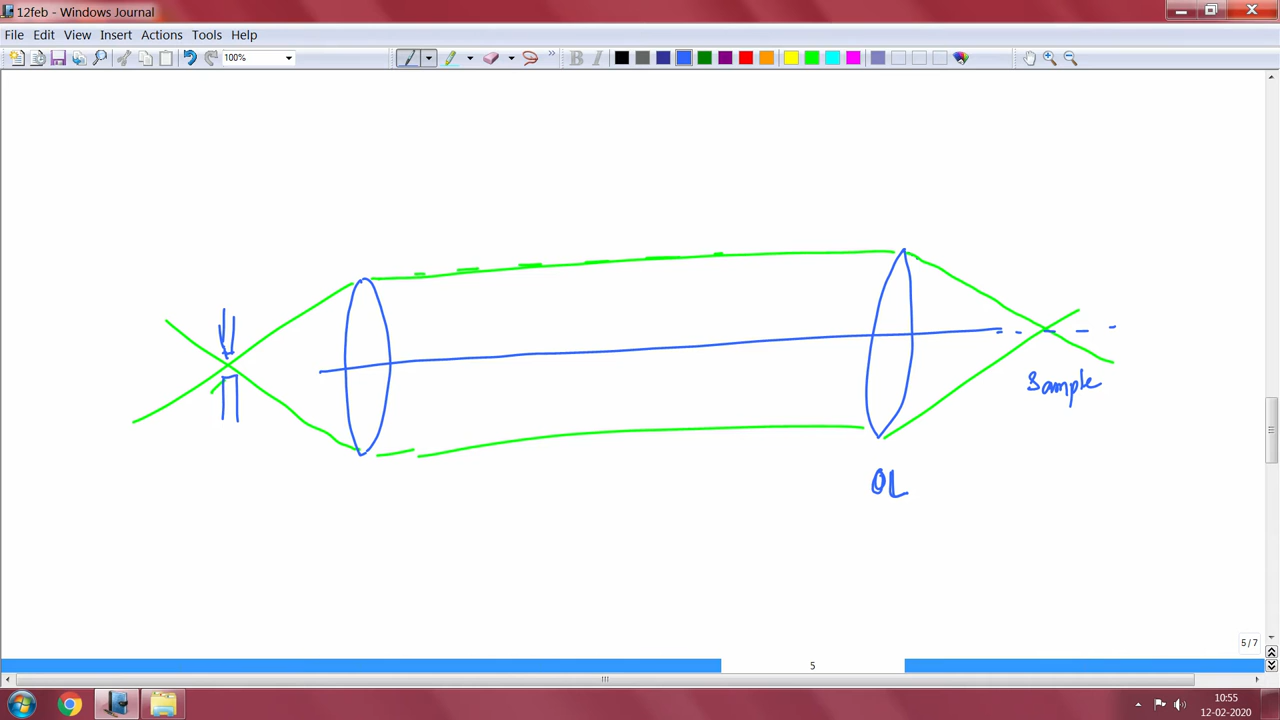 12feb - Windows Journal
File Edit View Insert Actions Tools Help
100%
B I
Sample
OL
5/7
5
10:55
12-02-2020